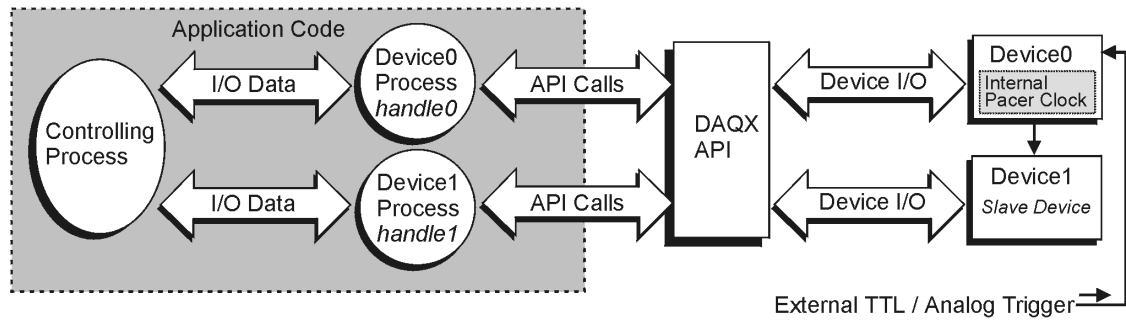 Application Code
Controlling
Process
I/O Data
Device0
Process
handle0
API Calls
I/O Data
Device1
Process
handle1
API Calls
DAQX
API
Device I/O
Device0
Internal
Pacer Clock
Device I/O
Device1
Slave Device
External TTL / Analog Trigger